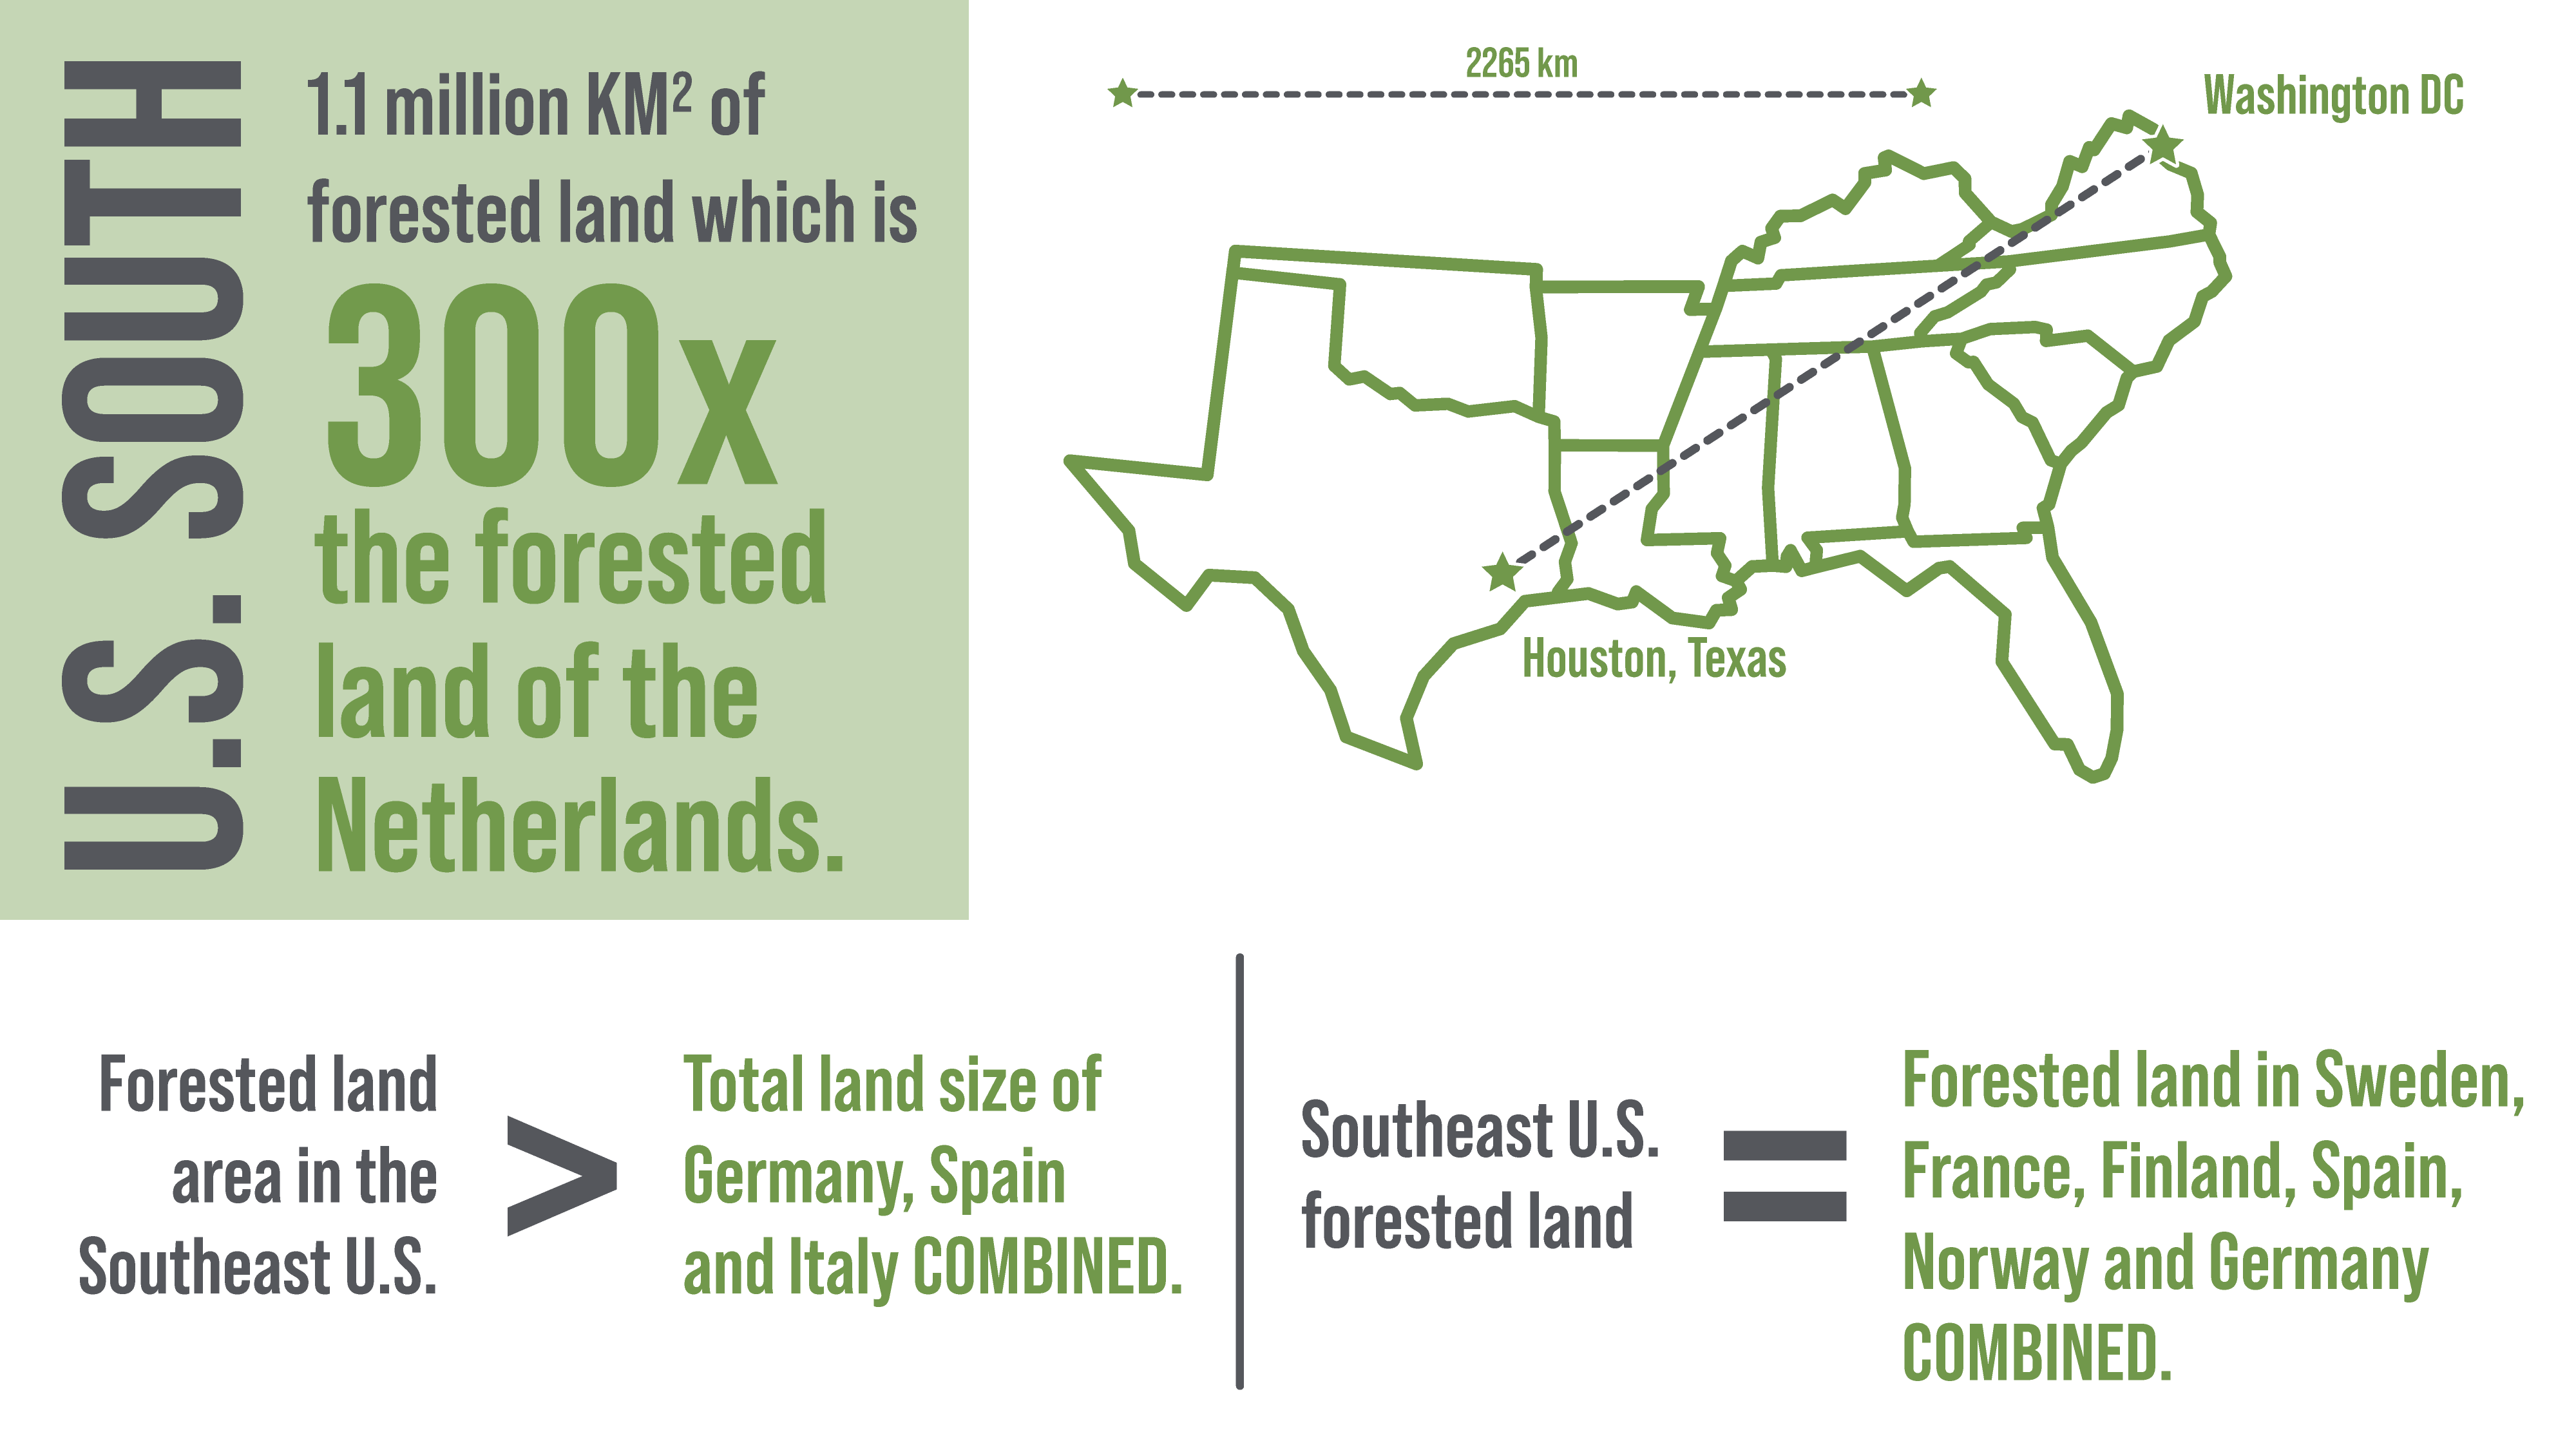 U.S. SOUTH
1.1 million KM² of
forested land which is
300x
the forested
land of the
Netherlands.
2265 km
Washington DC
Houston, Texas
Forested land
area in the
Southeast U.S.
>
Total land size of
Germany, Spain
and Italy COMBINED.
Southeast U.S.
forested land
=
Forested land in Sweden,
France, Finland, Spain,
Norway and Germany
COMBINED.